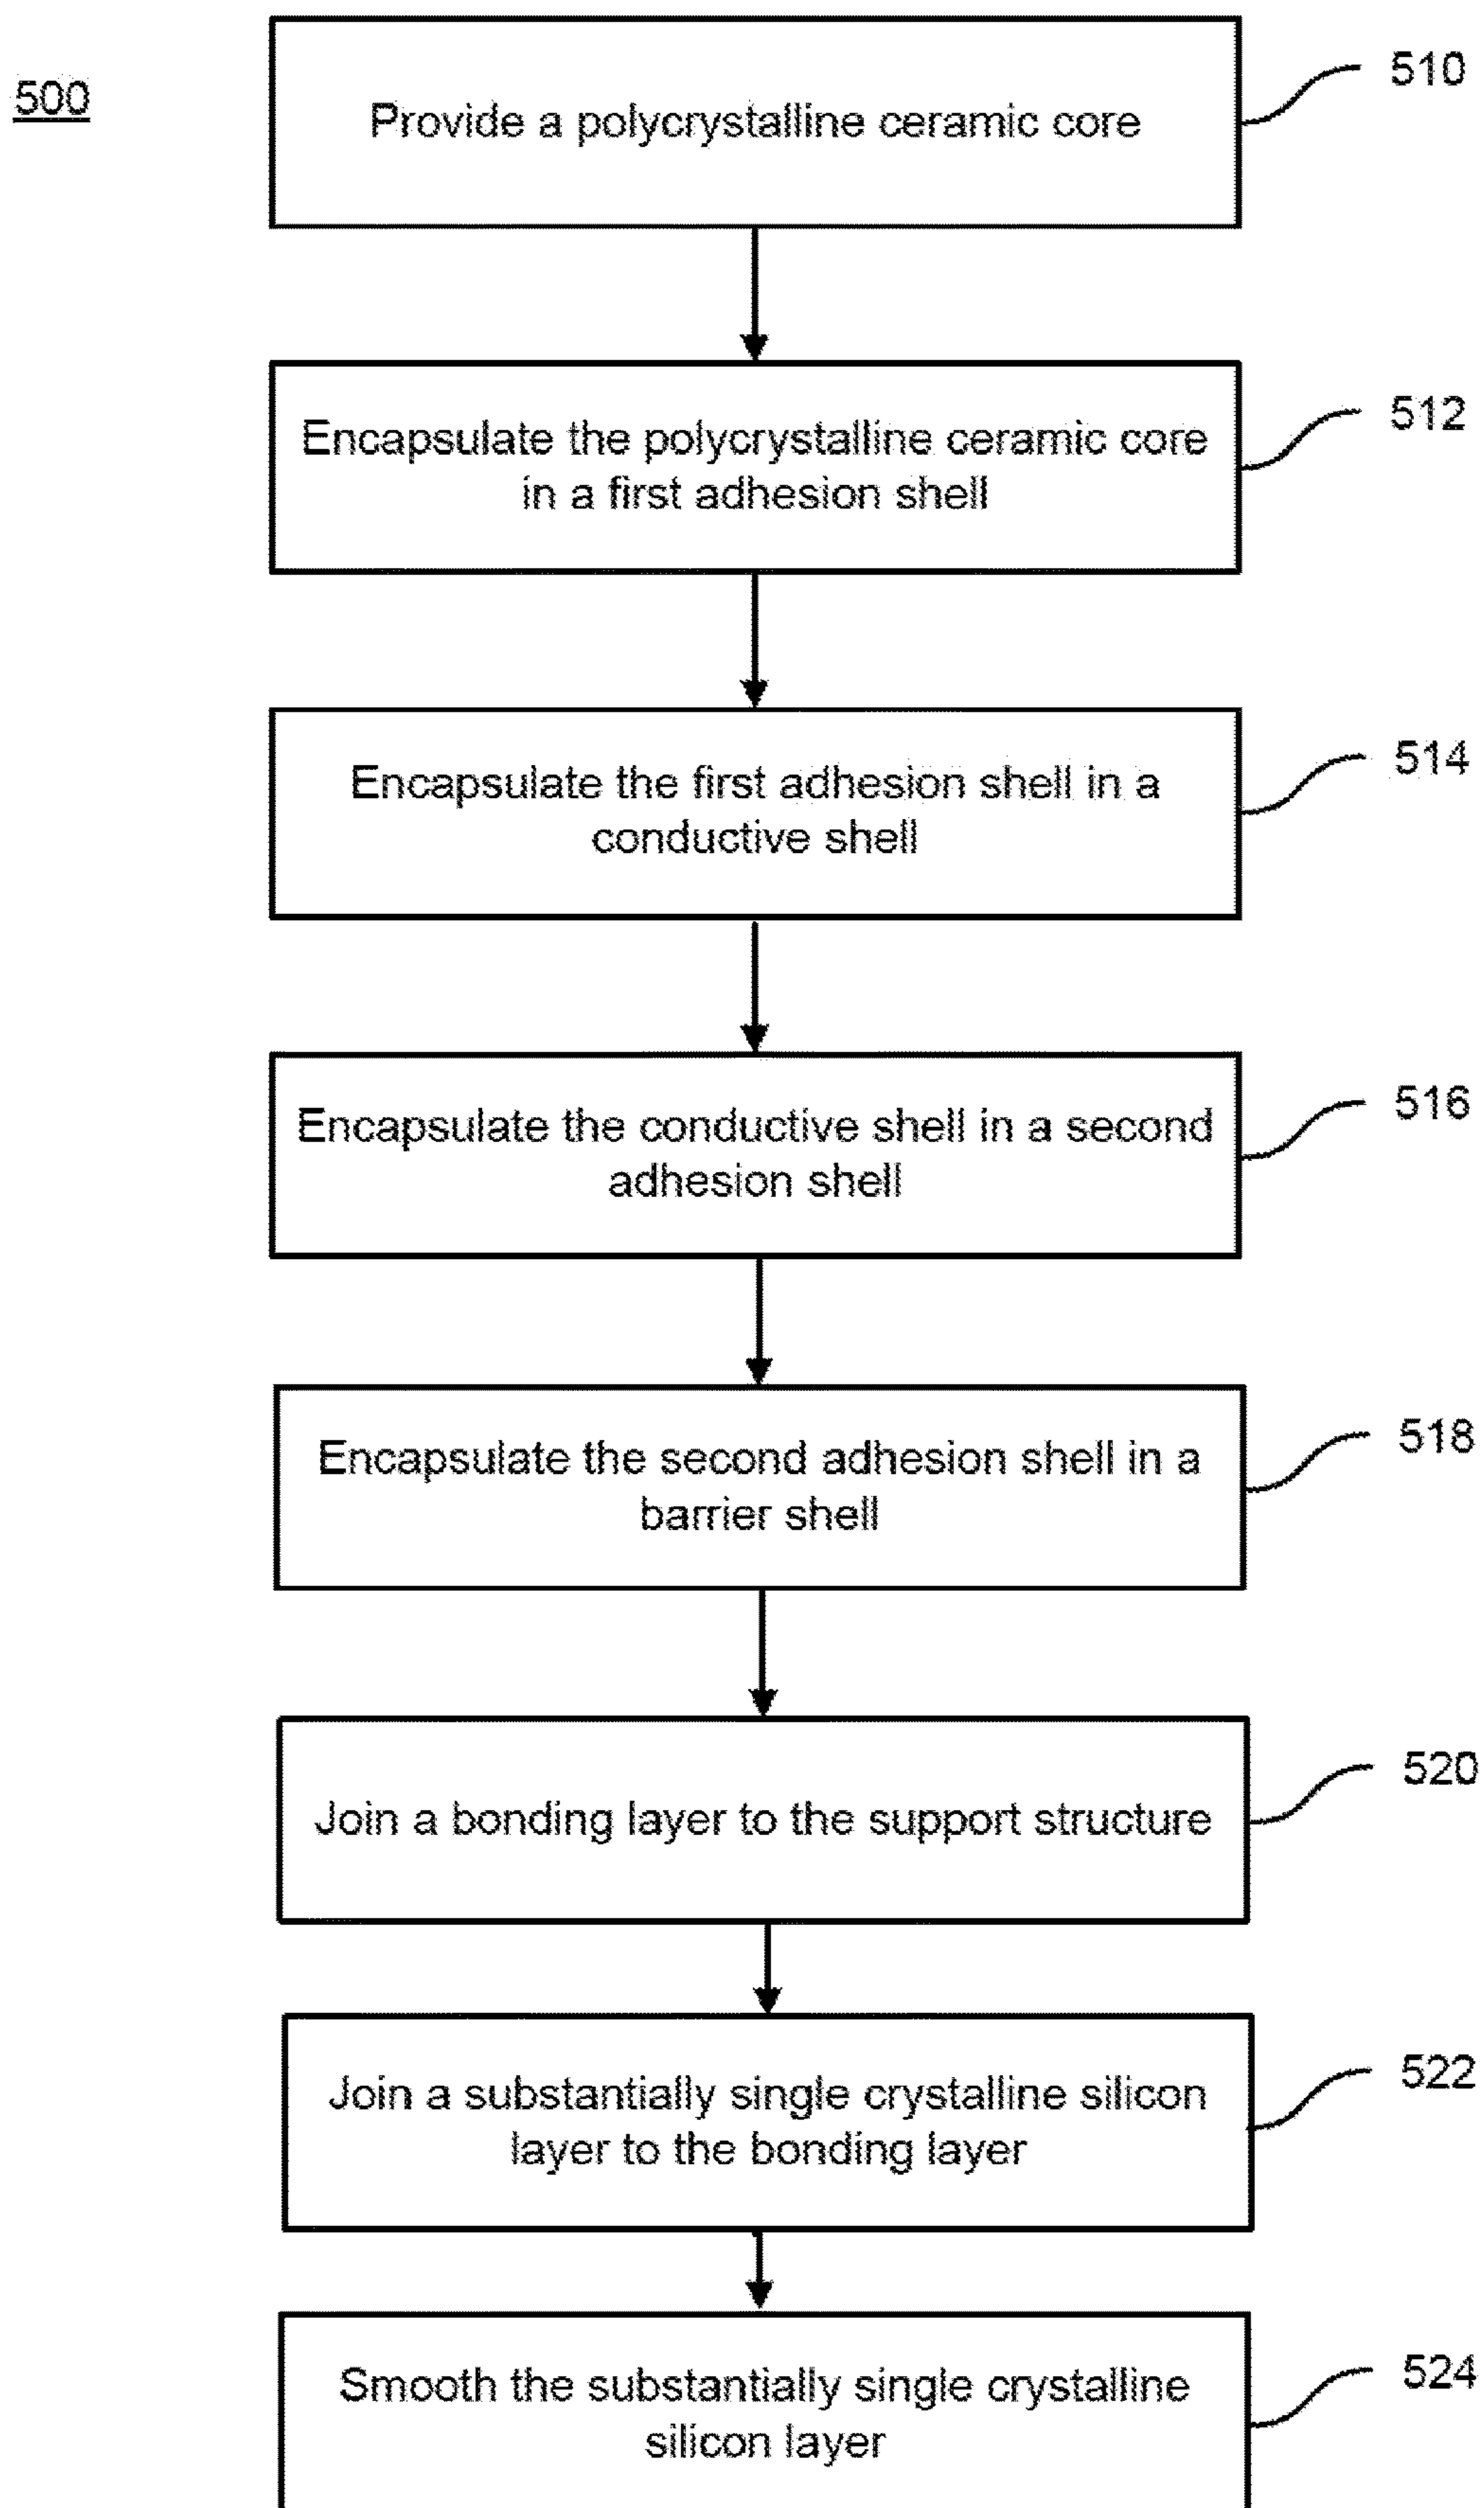 500
510
Provide a polycrystalline ceramic core
512
Encapsulate the polycrystalline ceramic core
in a first adhesion shell
514
Encapsulate the first adhesion shell in a
conductive shell
516
Encapsulate the conductive shell in a second
adhesion shell
518
Encapsulate the second adhesion shell in a
barrier shell
520
Join a bonding layer to the support structure
522
Join a substantially single crystalline silicon
layer to the bonding layer
524
Smooth the substantially single crystalline
silicon layer